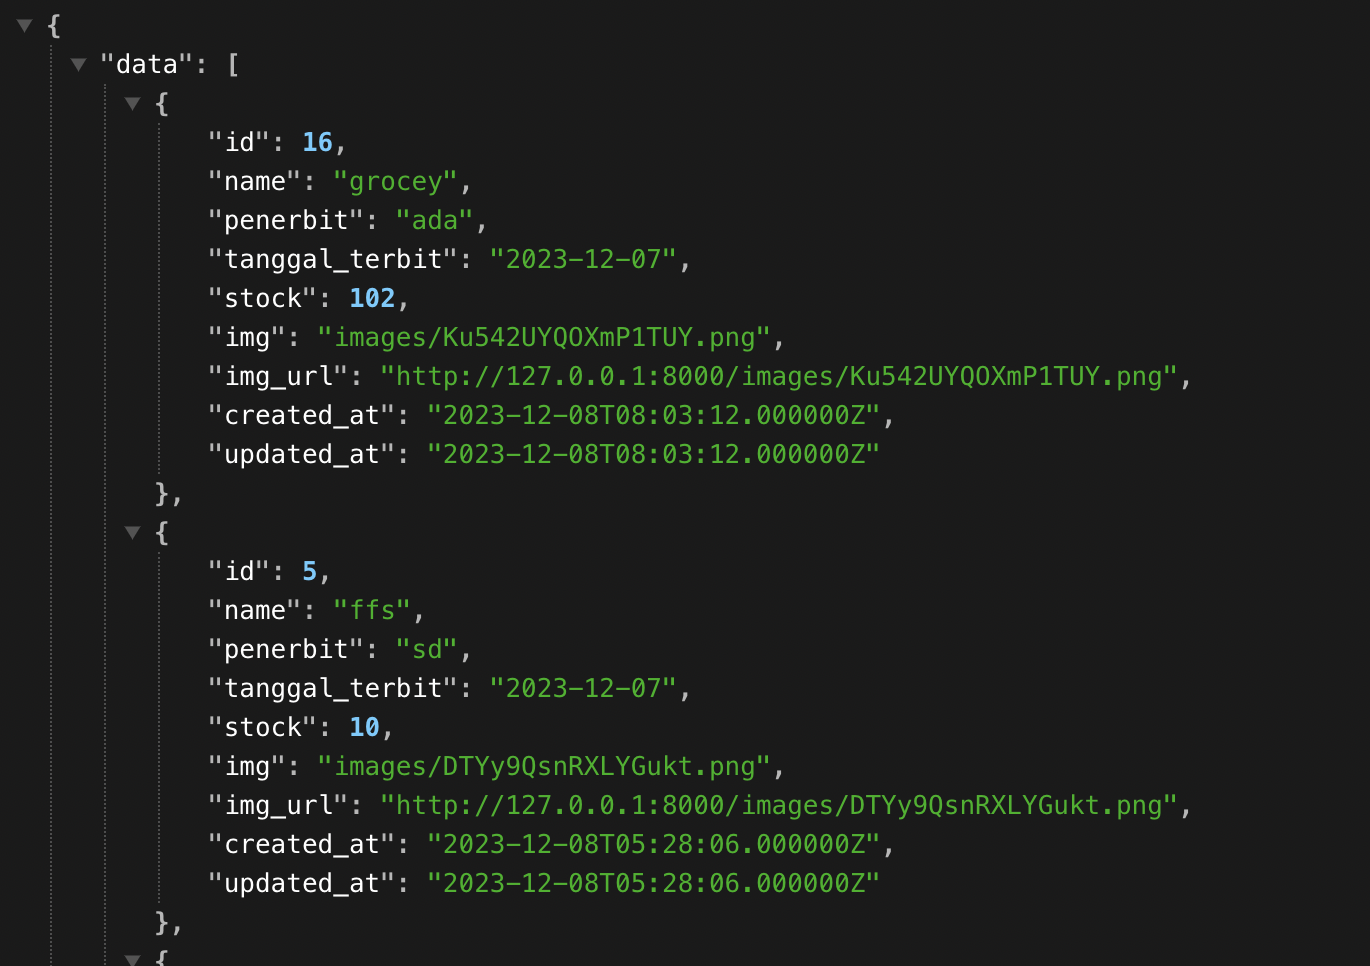 {
"data": [
{
"id": 16,
"name": "grocey",
"penerbit": "ada",
"tanggal_terbit": "2023-12-07",
"stock": 102,
"img": "images/Ku542UYQOXmP1TUY.png",
"img_url": "http://127.0.0.1:8000/images/Ku542UYQOXmP1TUY.png",
"created_at": "2023-12-08T08:03:12.000000Z",
"updated_at": "2023-12-08T08:03:12.000000Z"
},
{
"id": 5,
"name": "ffs",
"penerbit": "sd",
"tanggal_terbit": "2023-12-07",
"stock": 10,
"img": "images/DTYy9QsnRXLYGukt.png",
"img_url": "http://127.0.0.1:8000/images/DTYy9QsnRXLYGukt.png",
"created_at": "2023-12-08T05:28:06.000000Z",
"updated_at": "2023-12-08T05:28:06.000000Z"
},
{